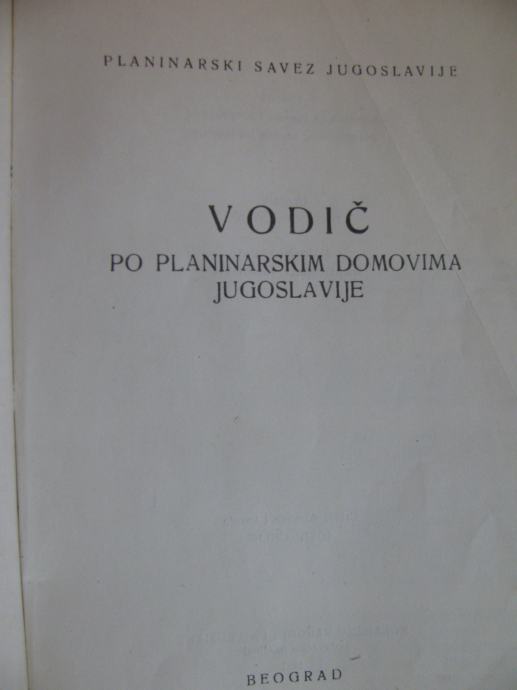 PLANINARSKI SAVEZ JUGOSLAVIJE
VODIČ
PO PLANINARSKIM DOMOVIMA
JUGOSLAVIJE
BEOGRAD